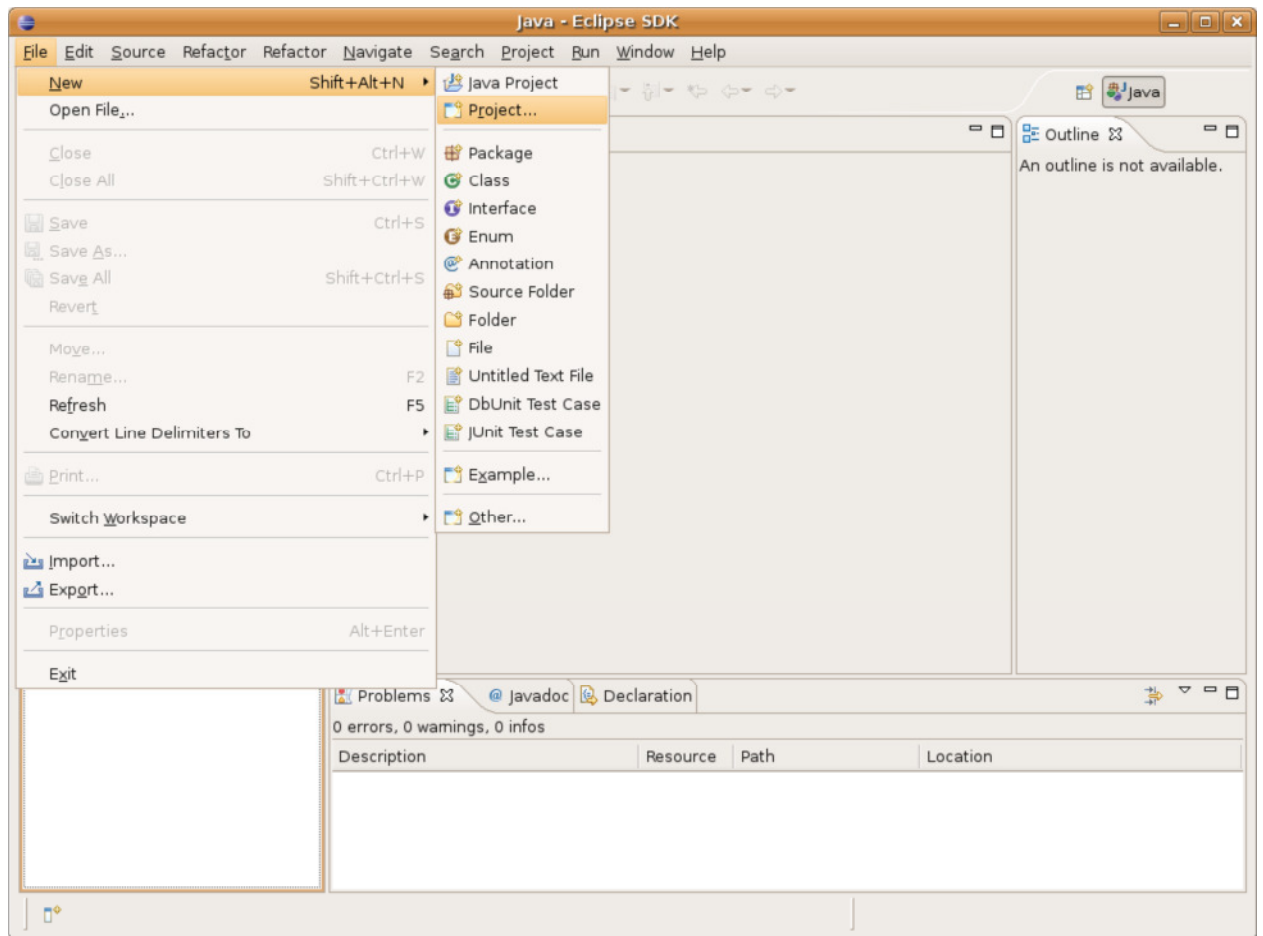 Java - Eclipse SDK
File Edit Source Refactor Refactor Navigate Search Project Run Window Help
New Shift+Alt+N
Open File...
Close Ctrl+W
Close All Shift+Ctrl+W
Save Ctrl+S
Save As...
Save All Shift+Ctrl+S
Revert
Move...
Rename... F2
Refresh F5
Convert Line Delimiters To
Print... Ctrl+P
Switch Workspace
Import...
Export...
Properties Alt+Enter
Exit
Java Project
Project...
Package
Class
Interface
Enum
Annotation
Source Folder
Folder
File
Untitled Text File
DbUnit Test Case
JUnit Test Case
Example...
Other...
Java
Outline
An outline is not available.
Problems @ Javadoc Declaration
0 errors, 0 warnings, 0 infos
Description Resource Path Location